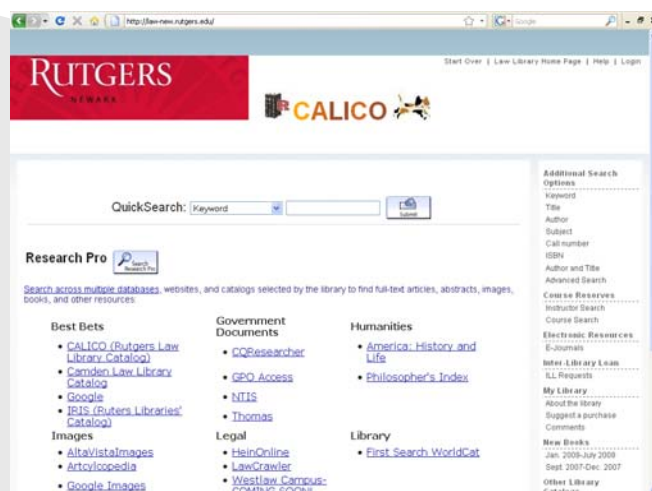 http://law-new.rutgers.edu/
Google
Start Over | Law Library Home Page | Help | Login
RUTGERS
NEWARK
CALICO
QuickSearch: Keyword
Submit
Research Pro
Search
Research Pro
Search across multiple databases, websites, and catalogs selected by the library to find full-text articles, abstracts, images,
books, and other resources:
Best Bets
• CALICO (Rutgers Law
Library Catalog)
• Camden Law Library
Catalog
• Google
• IRIS (Ruters Libraries'
Catalog)
Government
Documents
• CQResearcher
• GPO Access
• NTIS
• Thomas
Humanities
• America: History and
Life
• Philosopher's Index
Images
• AltaVistaImages
• Artcylcopedia
• Google Images
Legal
• HeinOnline
• LawCrawler
• Westlaw Campus-
COMING SOON!
Library
• First Search WorldCat
Additional Search
Options
Keyword
Title
Author
Subject
Call number
ISBN
Author and Title
Advanced Search
Course Reserves
Instructor Search
Course Search
Electronic Resources
E-Journals
Inter-Library Loan
ILL Requests
My Library
About the library
Suggest a purchase
Comments
New Books
Jan. 2008-July 2008
Sept. 2007-Dec. 2007
Other Library
Catalogs